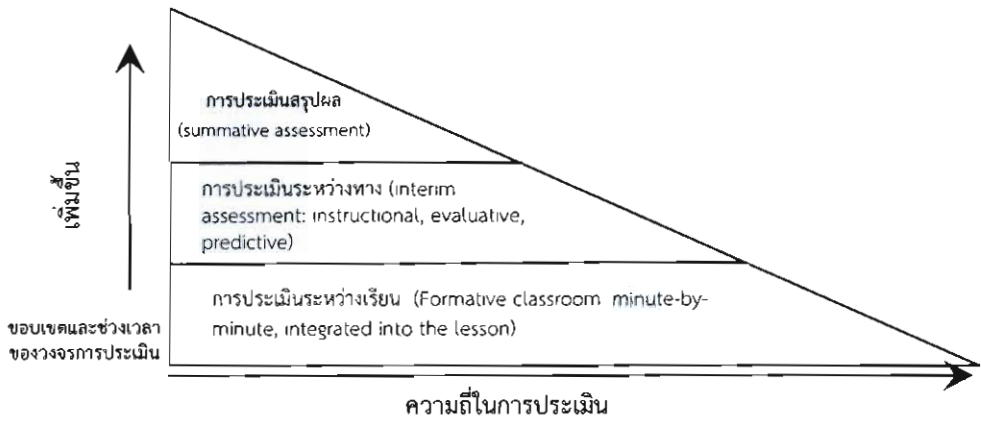 การประเมินสรุปผล
(summative assessment)
เพิ่มขึ้น
การประเมินระหว่างทาง (interim
assessment: instructional, evaluative,
predictive)
การประเมินระหว่างเรียน (Formative classroom minute-by-
minute, integrated into the lesson)
ขอบเขตและช่วงเวลา
ของวงจรการประเมิน
ความถี่ในการประเมิน